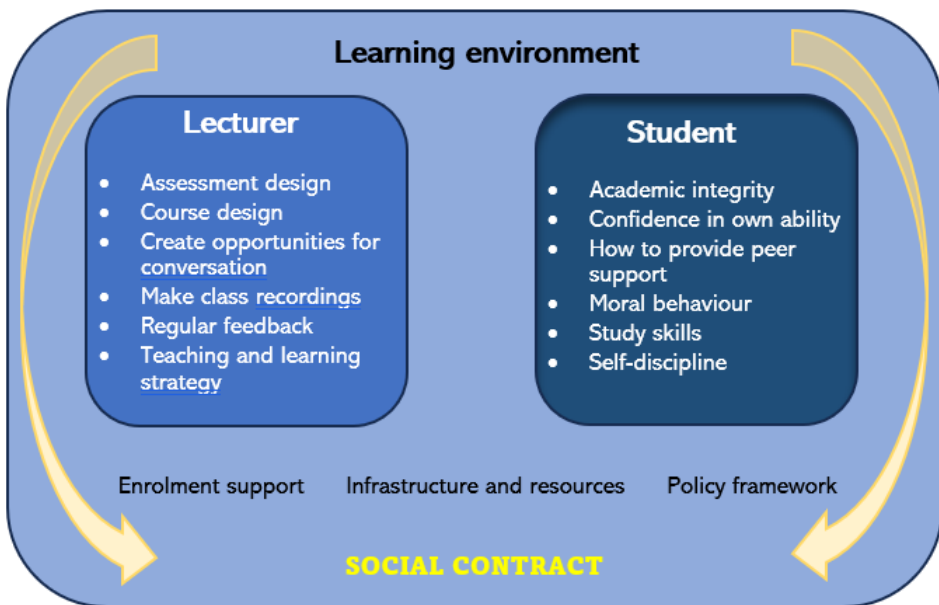 Learning environment
Lecturer
• Assessment design
• Course design
• Create opportunities for
conversation
• Make class recordings
• Regular feedback
• Teaching and learning
strategy
Student
• Academic integrity
• Confidence in own ability
• How to provide peer
support
• Moral behaviour
• Study skills
• Self-discipline
Enrolment support Infrastructure and resources Policy framework
SOCIAL CONTRACT